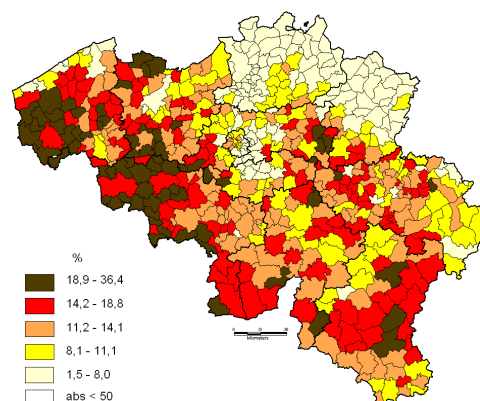 %
18,9 - 36,4
14,2 - 18,8
11,2 - 14,1
8,1 - 11,1
1,5 - 8,0
abs < 50
kilometers